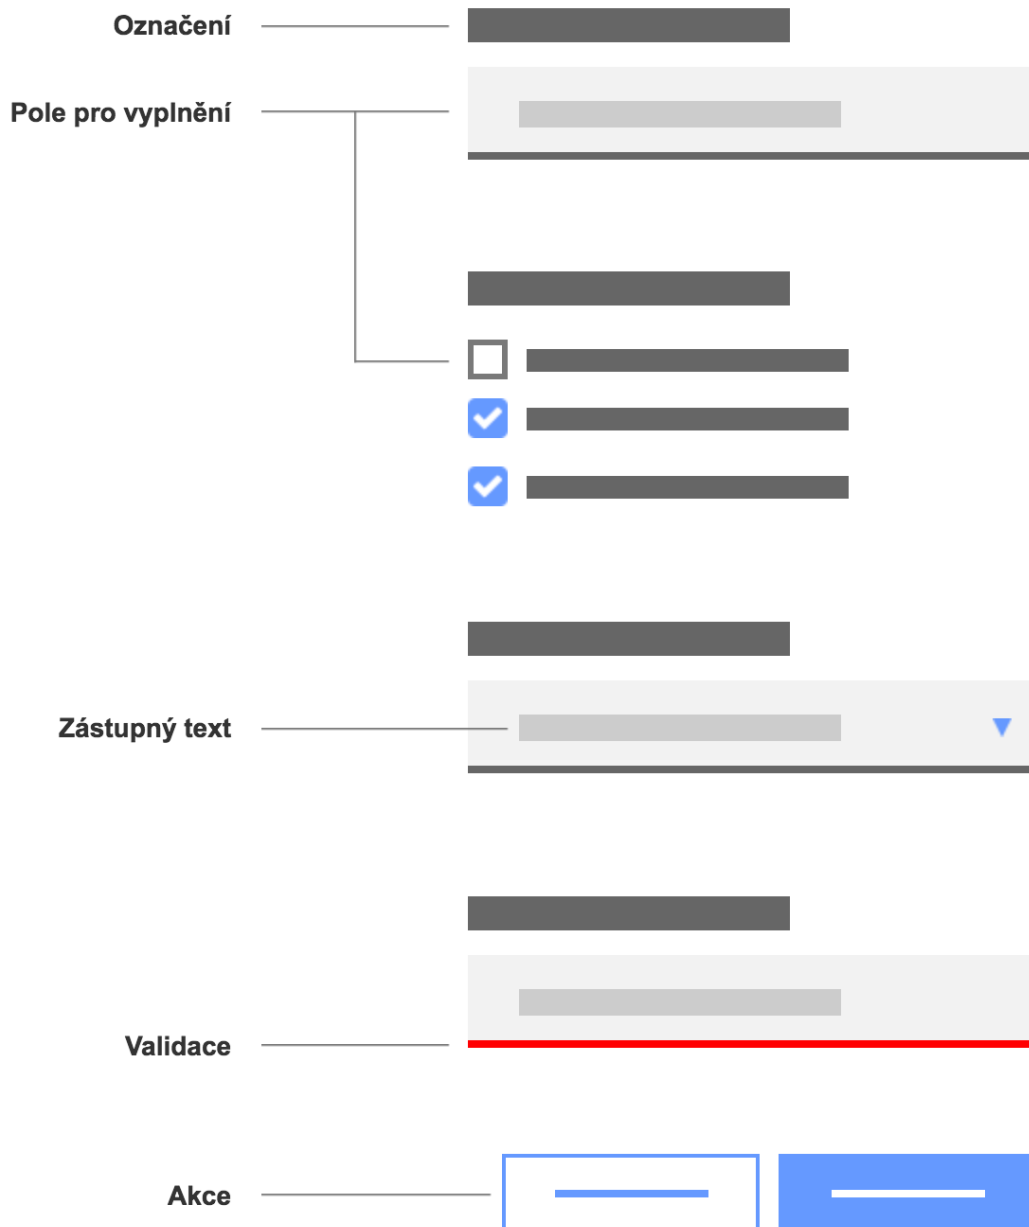 Označení
Pole pro vyplnění
Zástupný text
Validace
Akce